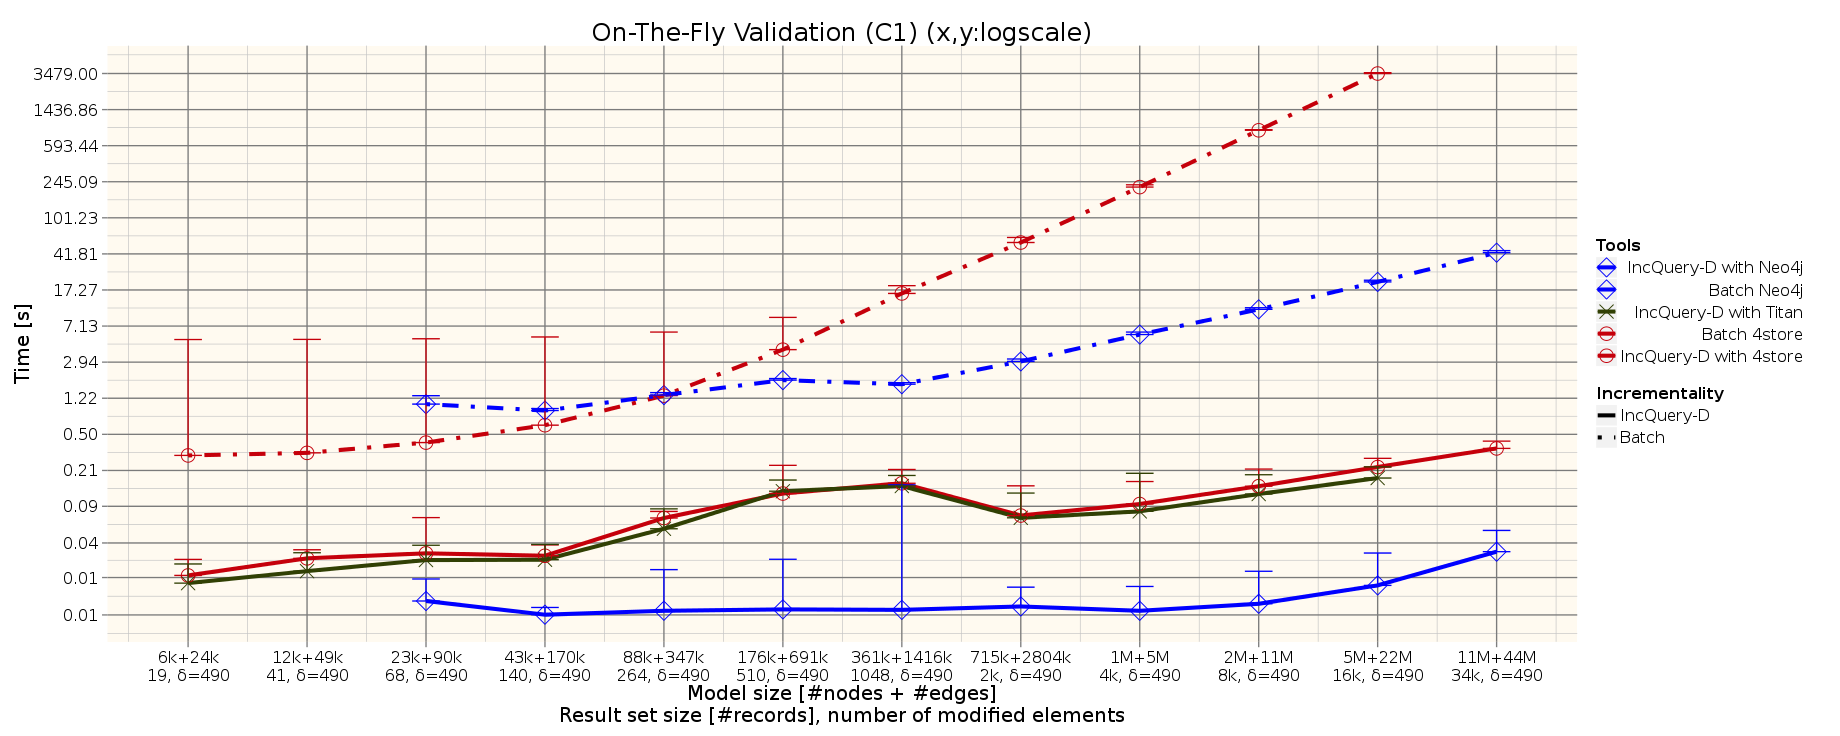 On-The-Fly Validation (C1) (x,y:logscale)
3479.00
1436.86
593.44
245.09
101.23
41.81
17.27
7.13
2.94
1.22
0.50
0.21
0.09
0.04
0.01
0.01
Time [s]
6k+24k 12k+49k 23k+90k 43k+170k 88k+347k 176k+691k 361k+1416k 715k+2804k 1M+5M 2M+11M 5M+22M 11M+44M
19, δ=490 41, δ=490 68, δ=490 140, δ=490 264, δ=490 510, δ=490 1048, δ=490 2k, δ=490 4k, δ=490 8k, δ=490 16k, δ=490 34k, δ=490
Model size [#nodes + #edges]
Result set size [#records], number of modified elements
Tools
IncQuery-D with Neo4j
Batch Neo4j
IncQuery-D with Titan
Batch 4store
IncQuery-D with 4store
Incrementality
IncQuery-D
Batch